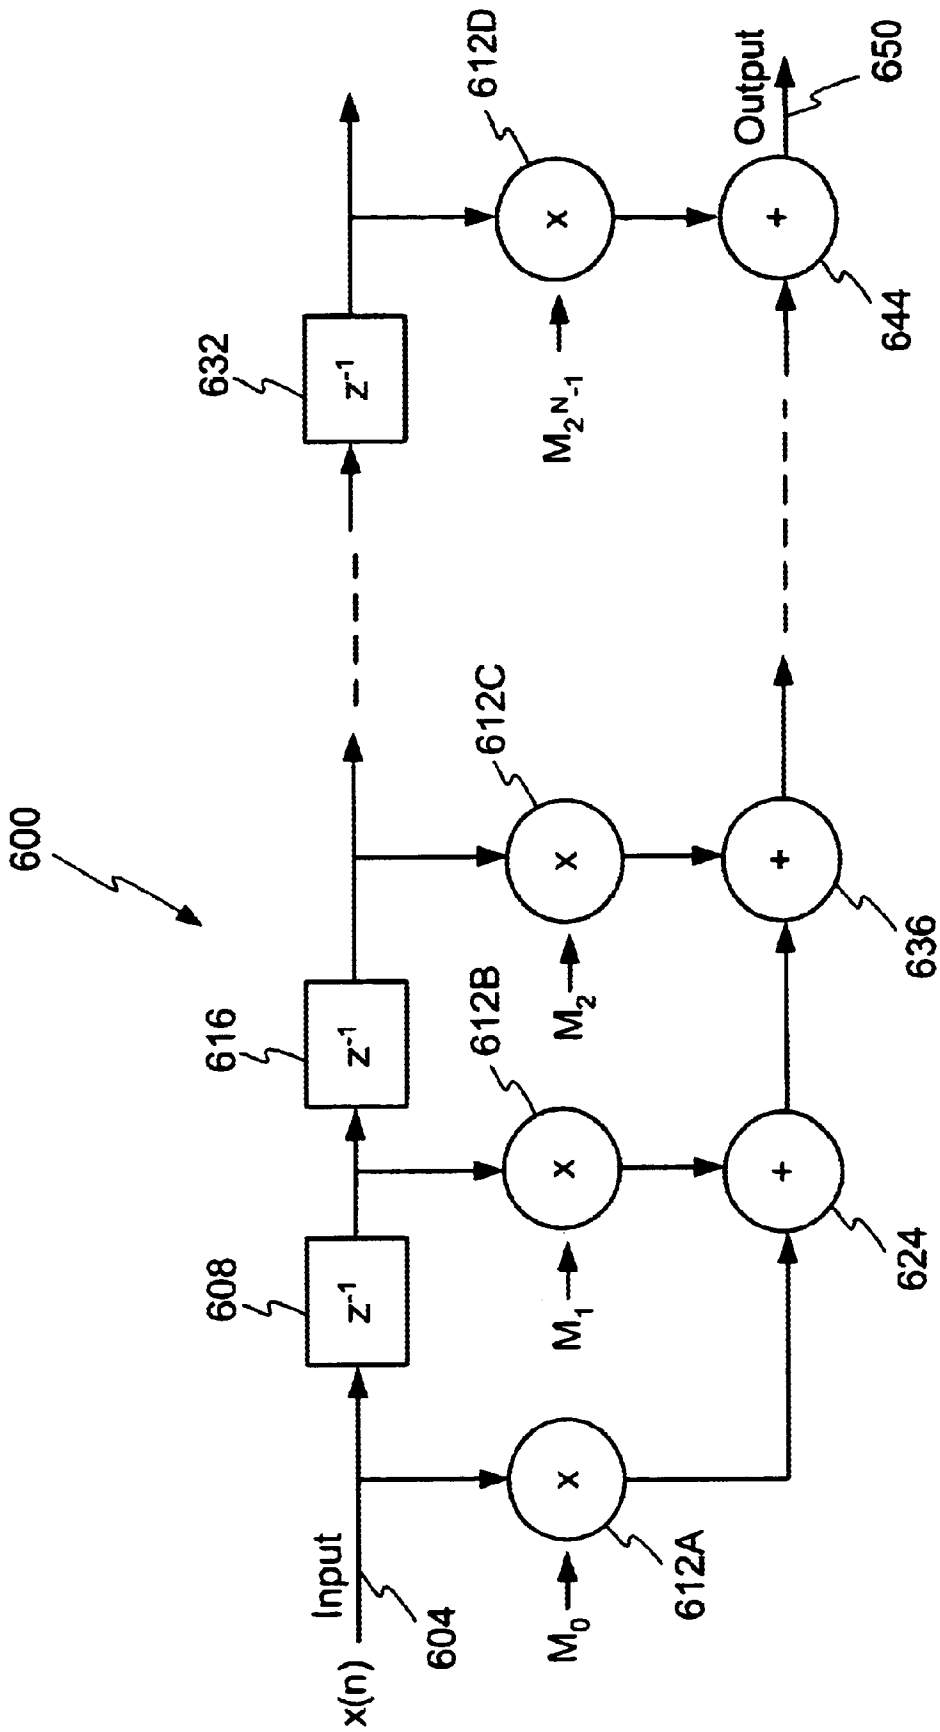 600
x(n)
Input
604
608
z⁻¹
616
z⁻¹
632
z⁻¹
M₀
x
612A
M₁
x
612B
M₂
x
612C
M₂ᴺ₋₁
x
612D
+
624
+
636
+
644
Output
650